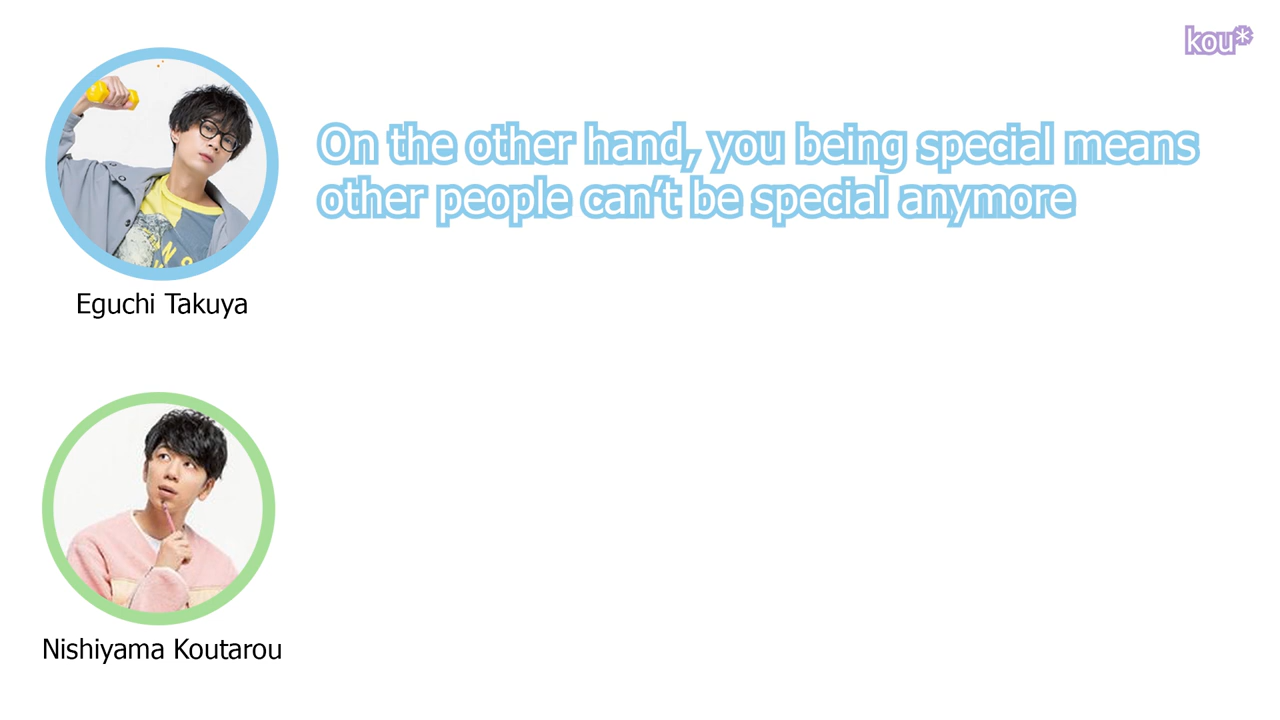 kou*
On the other hand, you being special means
other people can’t be special anymore
Eguchi Takuya
Nishiyama Koutarou